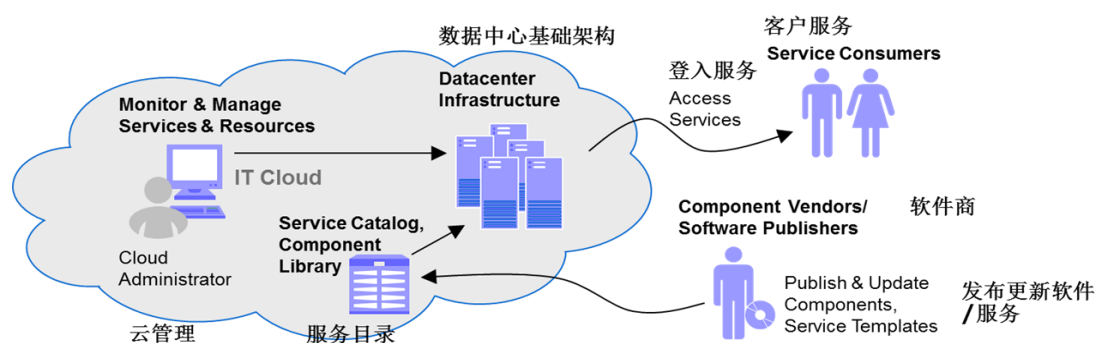 数据中心基础架构
客户服务
Service Consumers
登入服务
Access
Services
Datacenter
Infrastructure
Monitor & Manage
Services & Resources
IT Cloud
Service Catalog,
Component
Library
Cloud
Administrator
云管理
服务目录
Component Vendors/
Software Publishers
软件商
Publish & Update
Components,
Service Templates
发布更新软件
/服务